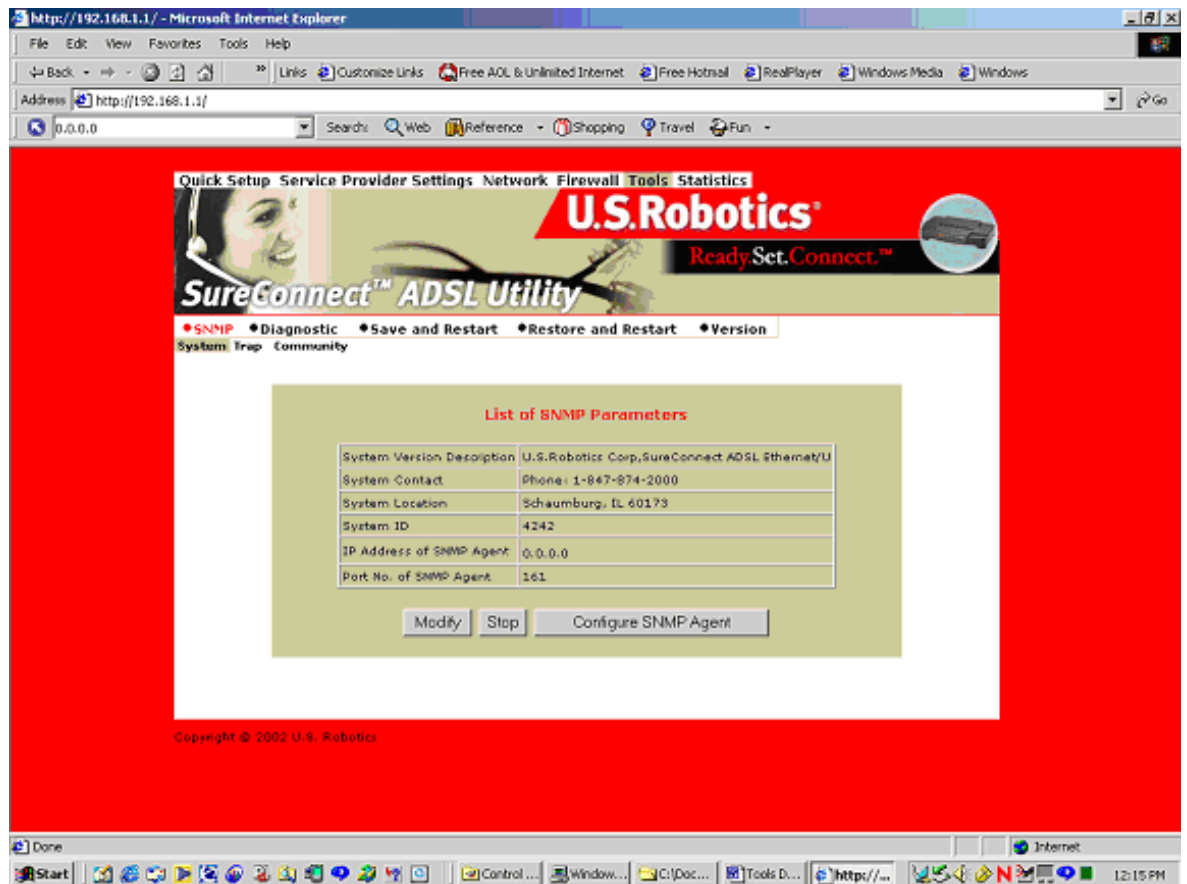 http://192.168.1.1/ - Microsoft Internet Explorer
File Edit View Favorites Tools Help
Back » Links Customize Links Free AOL & Unlimited Internet Free Hotmail RealPlayer Windows Media Windows
Address http://192.168.1.1/ Go
0.0.0.0 Search: Web Reference Shopping Travel Fun
Quick Setup Service Provider Settings Network Firewall Tools Statistics
U.S.Robotics®
Ready.Set.Connect.™
SureConnect™ ADSL Utility
SNMP Diagnostic Save and Restart Restore and Restart Version
System Trap Community
List of SNMP Parameters
System Version Description U.S.Robotics Corp,SureConnect ADSL Ethernet/U
System Contact Phone: 1-847-874-2000
System Location Schaumburg, IL 60173
System ID 4242
IP Address of SNMP Agent 0.0.0.0
Port No. of SNMP Agent 161
Modify Stop Configure SNMP Agent
Copyright © 2002 U.S. Robotics
Done Internet
Start Control ... Window... C:\Doc... Tools D... http://... N 12:15 PM